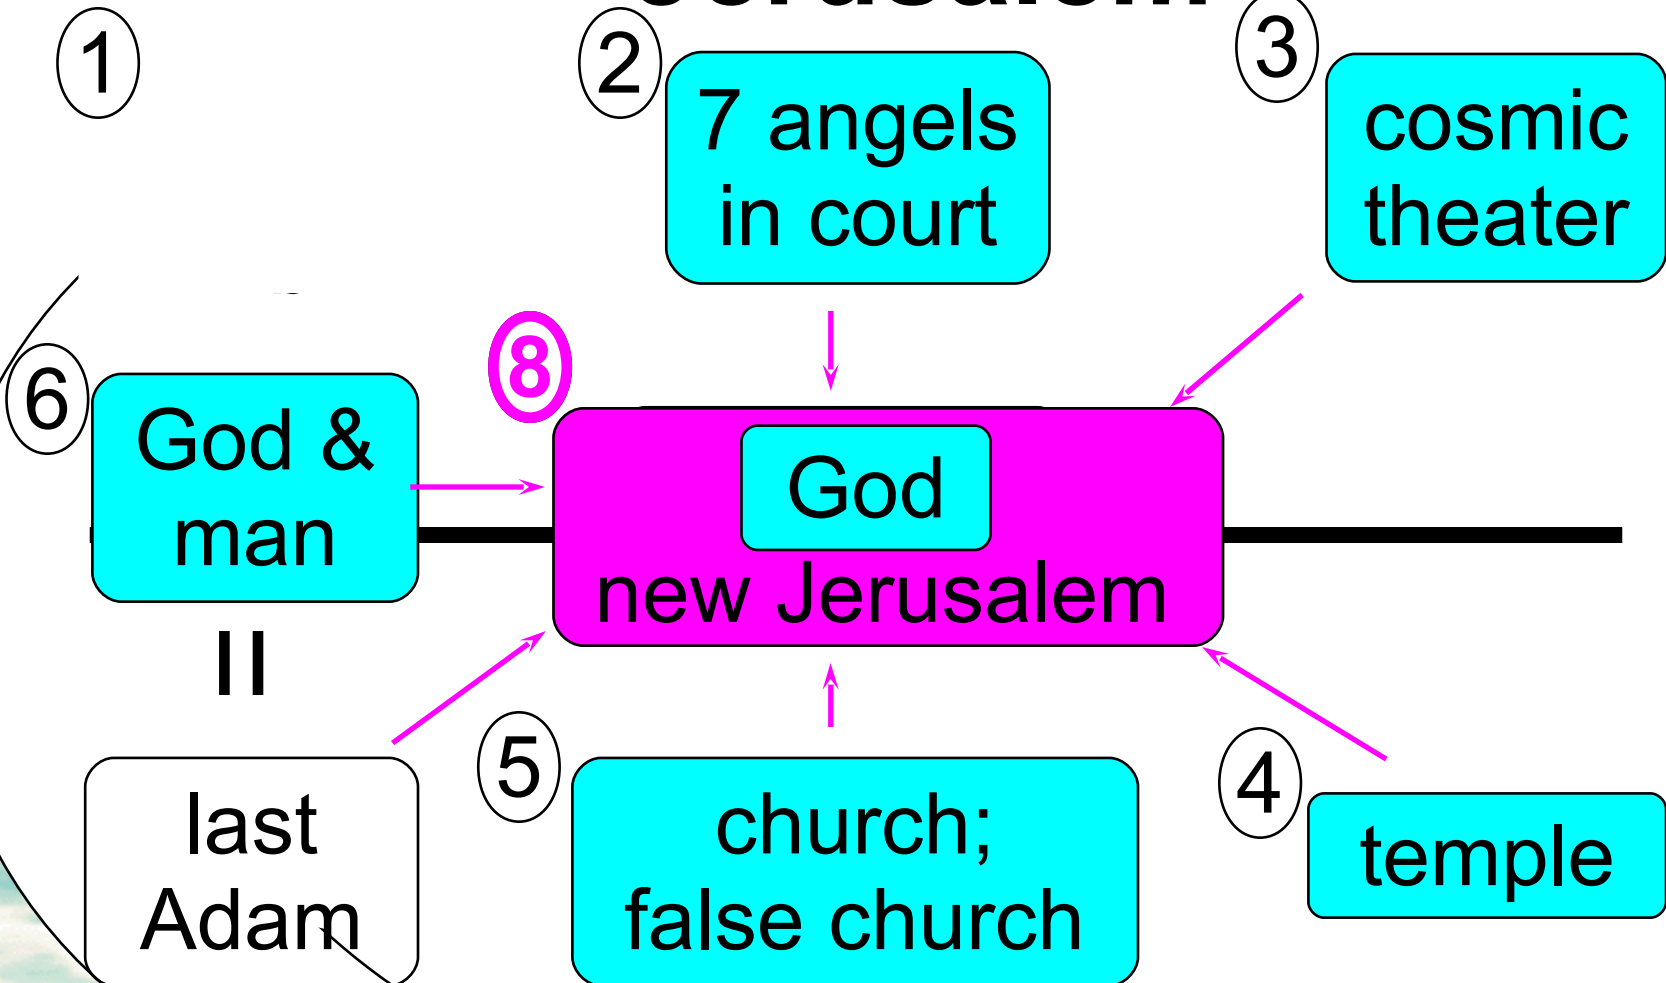 Jerusalem
1
2
7 angels
in court
3
cosmic
theater
6
God &
man
8
God
new Jerusalem
last
Adam
5
church;
false church
4
temple